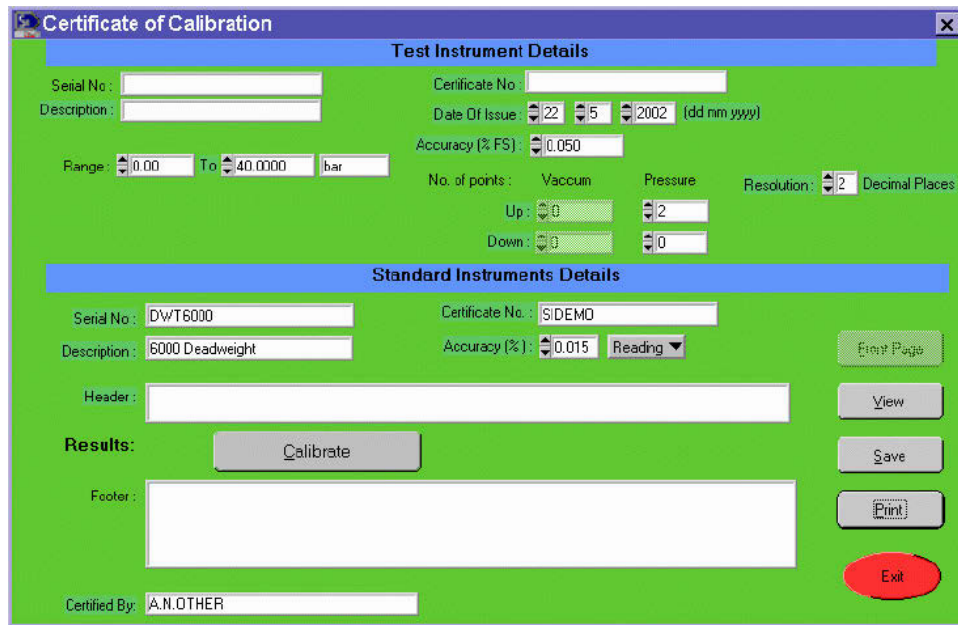 Certificate of Calibration
Test Instrument Details
Serial No :
Certificate No :
Description :
Date Of Issue : 22 5 2002 (dd mm yyyy)
Accuracy (% FS) : 0.050
Range : 0.00 To 40.0000 bar
No. of points : Vaccum Pressure
Resolution : 2 Decimal Places
Up : 0 2
Down : 0 0
Standard Instruments Details
Serial No : DWT6000
Certificate No. : SIDEMO
Description : 6000 Deadweight
Accuracy (%) : 0.015 Reading
Front Page
Header :
View
Results:
Calibrate
Save
Footer :
Print
Exit
Certified By: A.N.OTHER